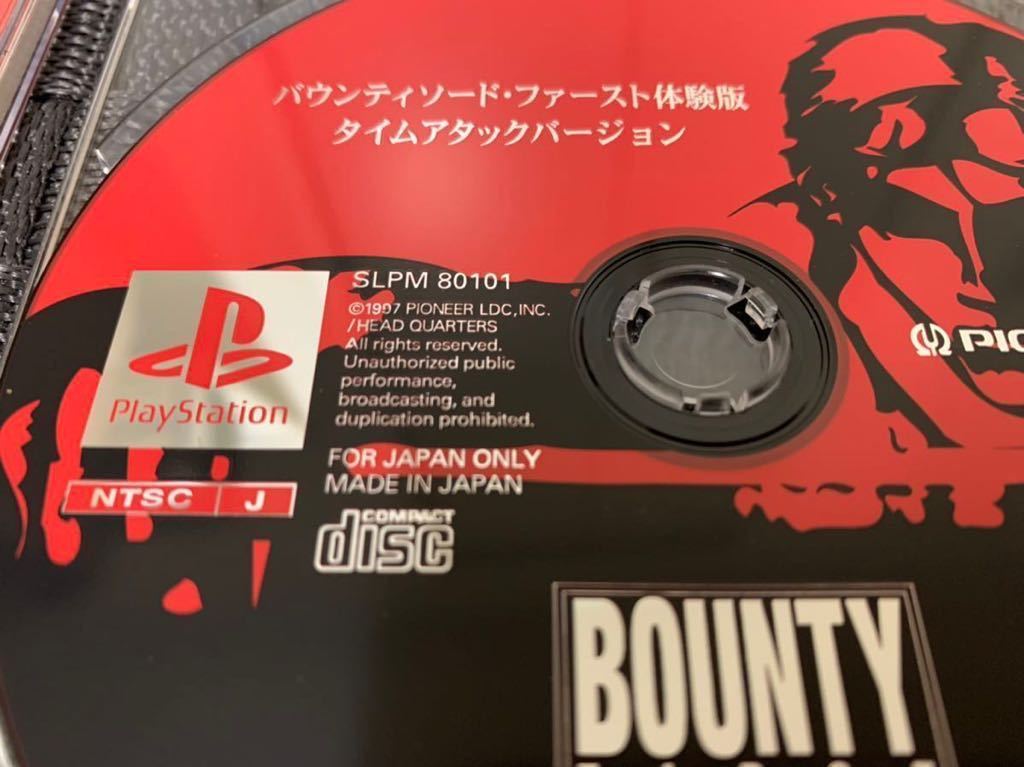 バウンティソード・ファースト体験版
タイムアタックバージョン
SLPM 80101
©1997 PIONEER LDC,INC.
/HEAD QUARTERS
All rights reserved.
Unauthorized public
performance,
broadcasting, and
duplication prohibited.
PlayStation
FOR JAPAN ONLY
MADE IN JAPAN
NTSC J
COMPACT
disc
BOUNTY